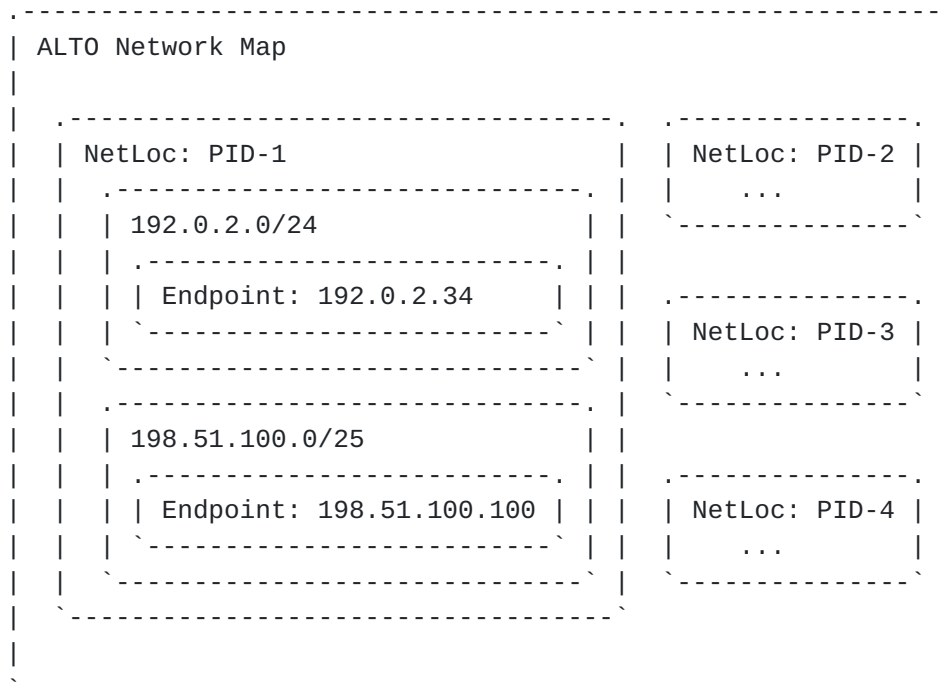 ALTO Network Map
NetLoc: PID-1
NetLoc: PID-2
192.0.2.0/24
...
Endpoint: 192.0.2.34
NetLoc: PID-3
...
198.51.100.0/25
Endpoint: 198.51.100.100
NetLoc: PID-4
...